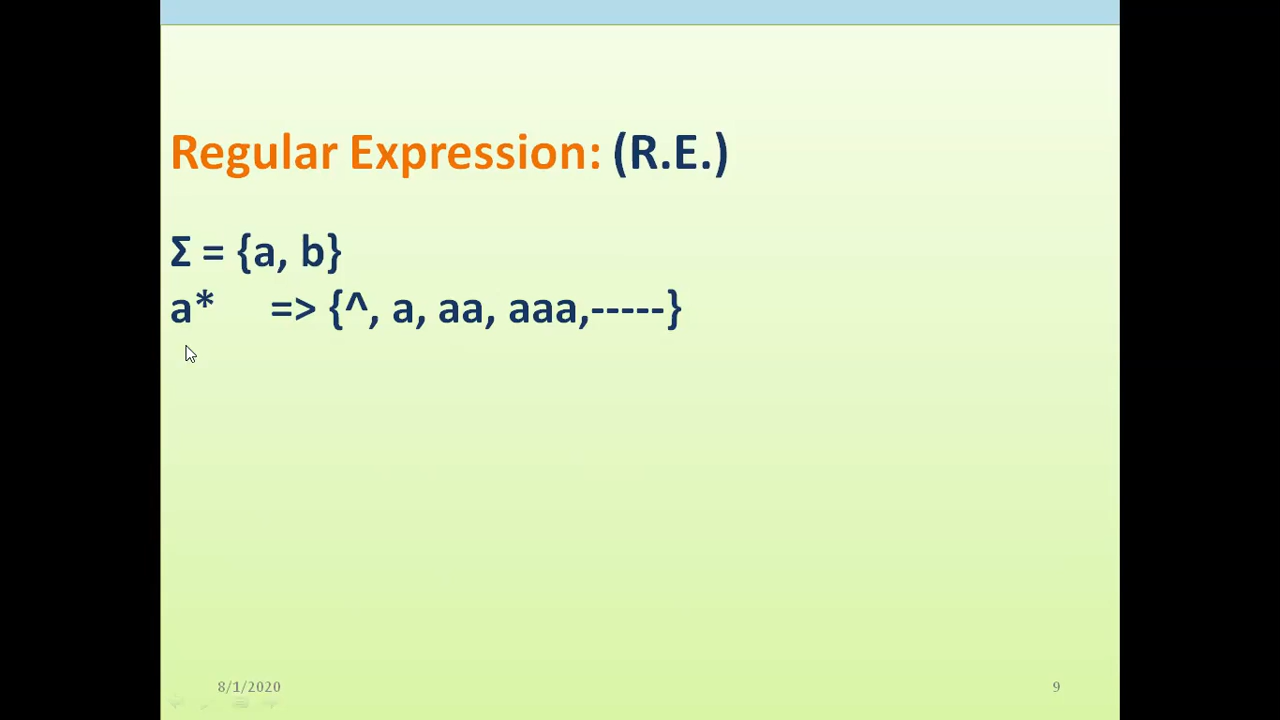 Regular Expression: (R.E.)
Σ = {a, b}
a* => {^, a, aa, aaa,-----}
8/1/2020
9